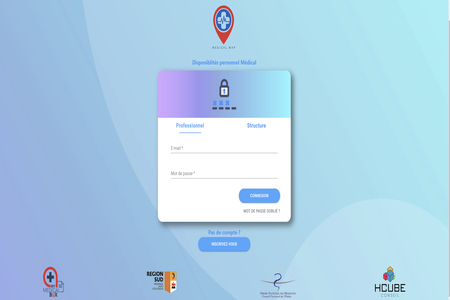 MEDICAL MAP
Disponibilités personnel Médical
Professionnel
Structure
E-mail *
Mot de passe *
CONNEXION
MOT DE PASSE OUBLIÉ ?
Pas de compte ?
INSCRIVEZ-VOUS
REGION
SUD
HCUBE
CONSEIL